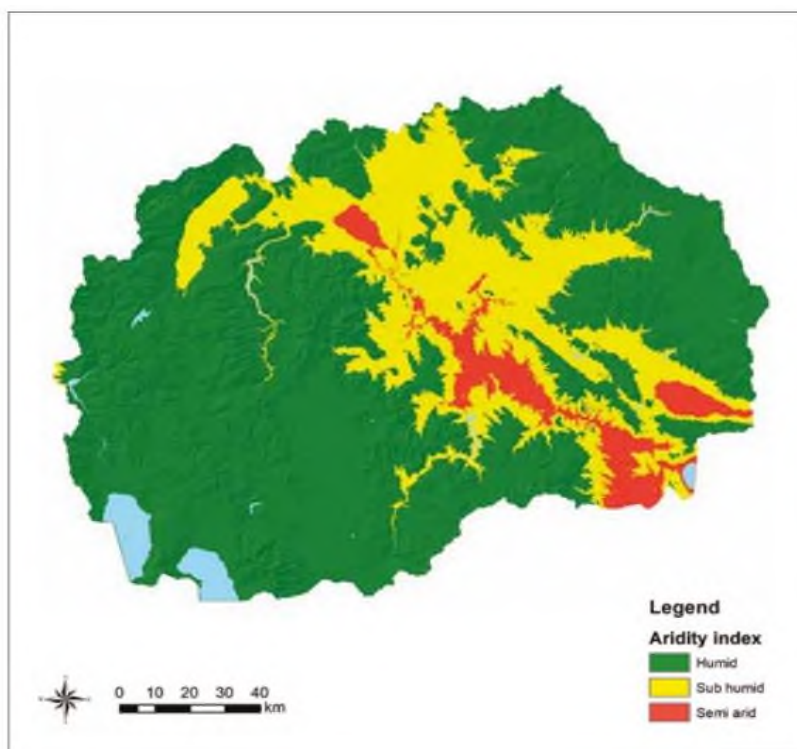 Legend
Aridity index
Humid
Sub humid
Semi arid
0 10 20 30 40
km